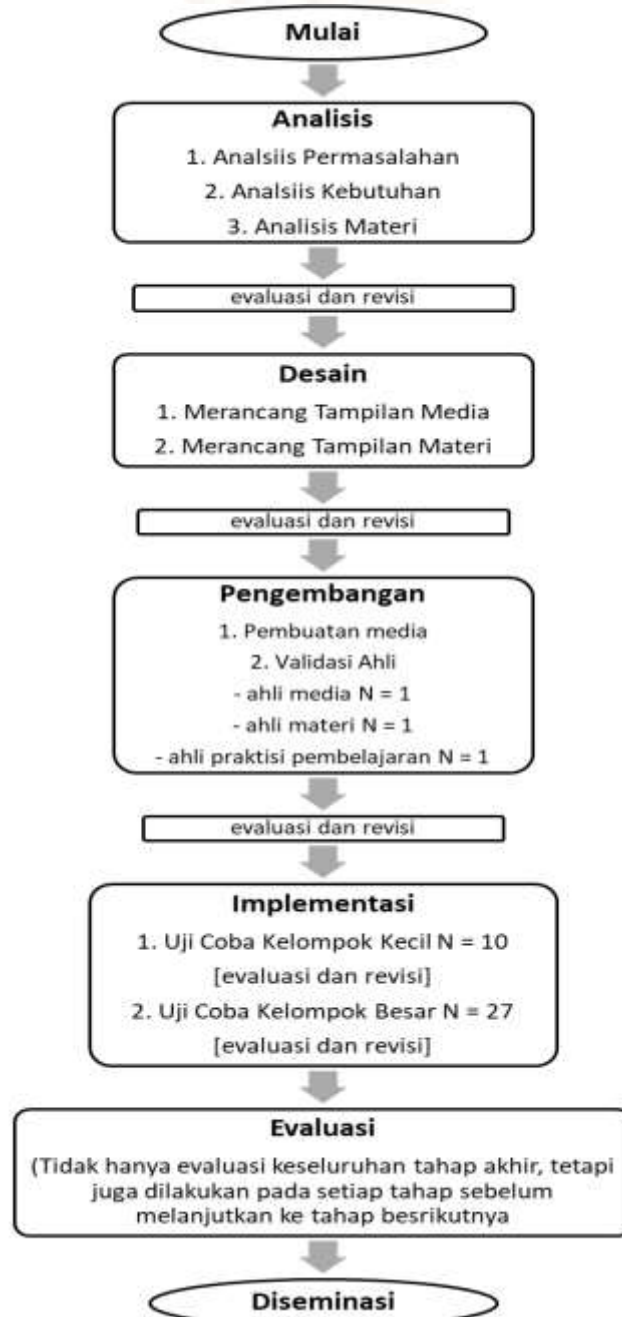 Mulai
Analisis
1. Analsiis Permasalahan
2. Analsiis Kebutuhan
3. Analisis Materi
evaluasi dan revisi
Desain
1. Merancang Tampilan Media
2. Merancang Tampilan Materi
evaluasi dan revisi
Pengembangan
1. Pembuatan media
2. Validasi Ahli
- ahli media N = 1
- ahli materi N = 1
- ahli praktisi pembelajaran N = 1
evaluasi dan revisi
Implementasi
1. Uji Coba Kelompok Kecil N = 10
[evaluasi dan revisi]
2. Uji Coba Kelompok Besar N = 27
[evaluasi dan revisi]
Evaluasi
(Tidak hanya evaluasi keseluruhan tahap akhir, tetapi
juga dilakukan pada setiap tahap sebelum
melanjutkan ke tahap besrikutnya
Diseminasi